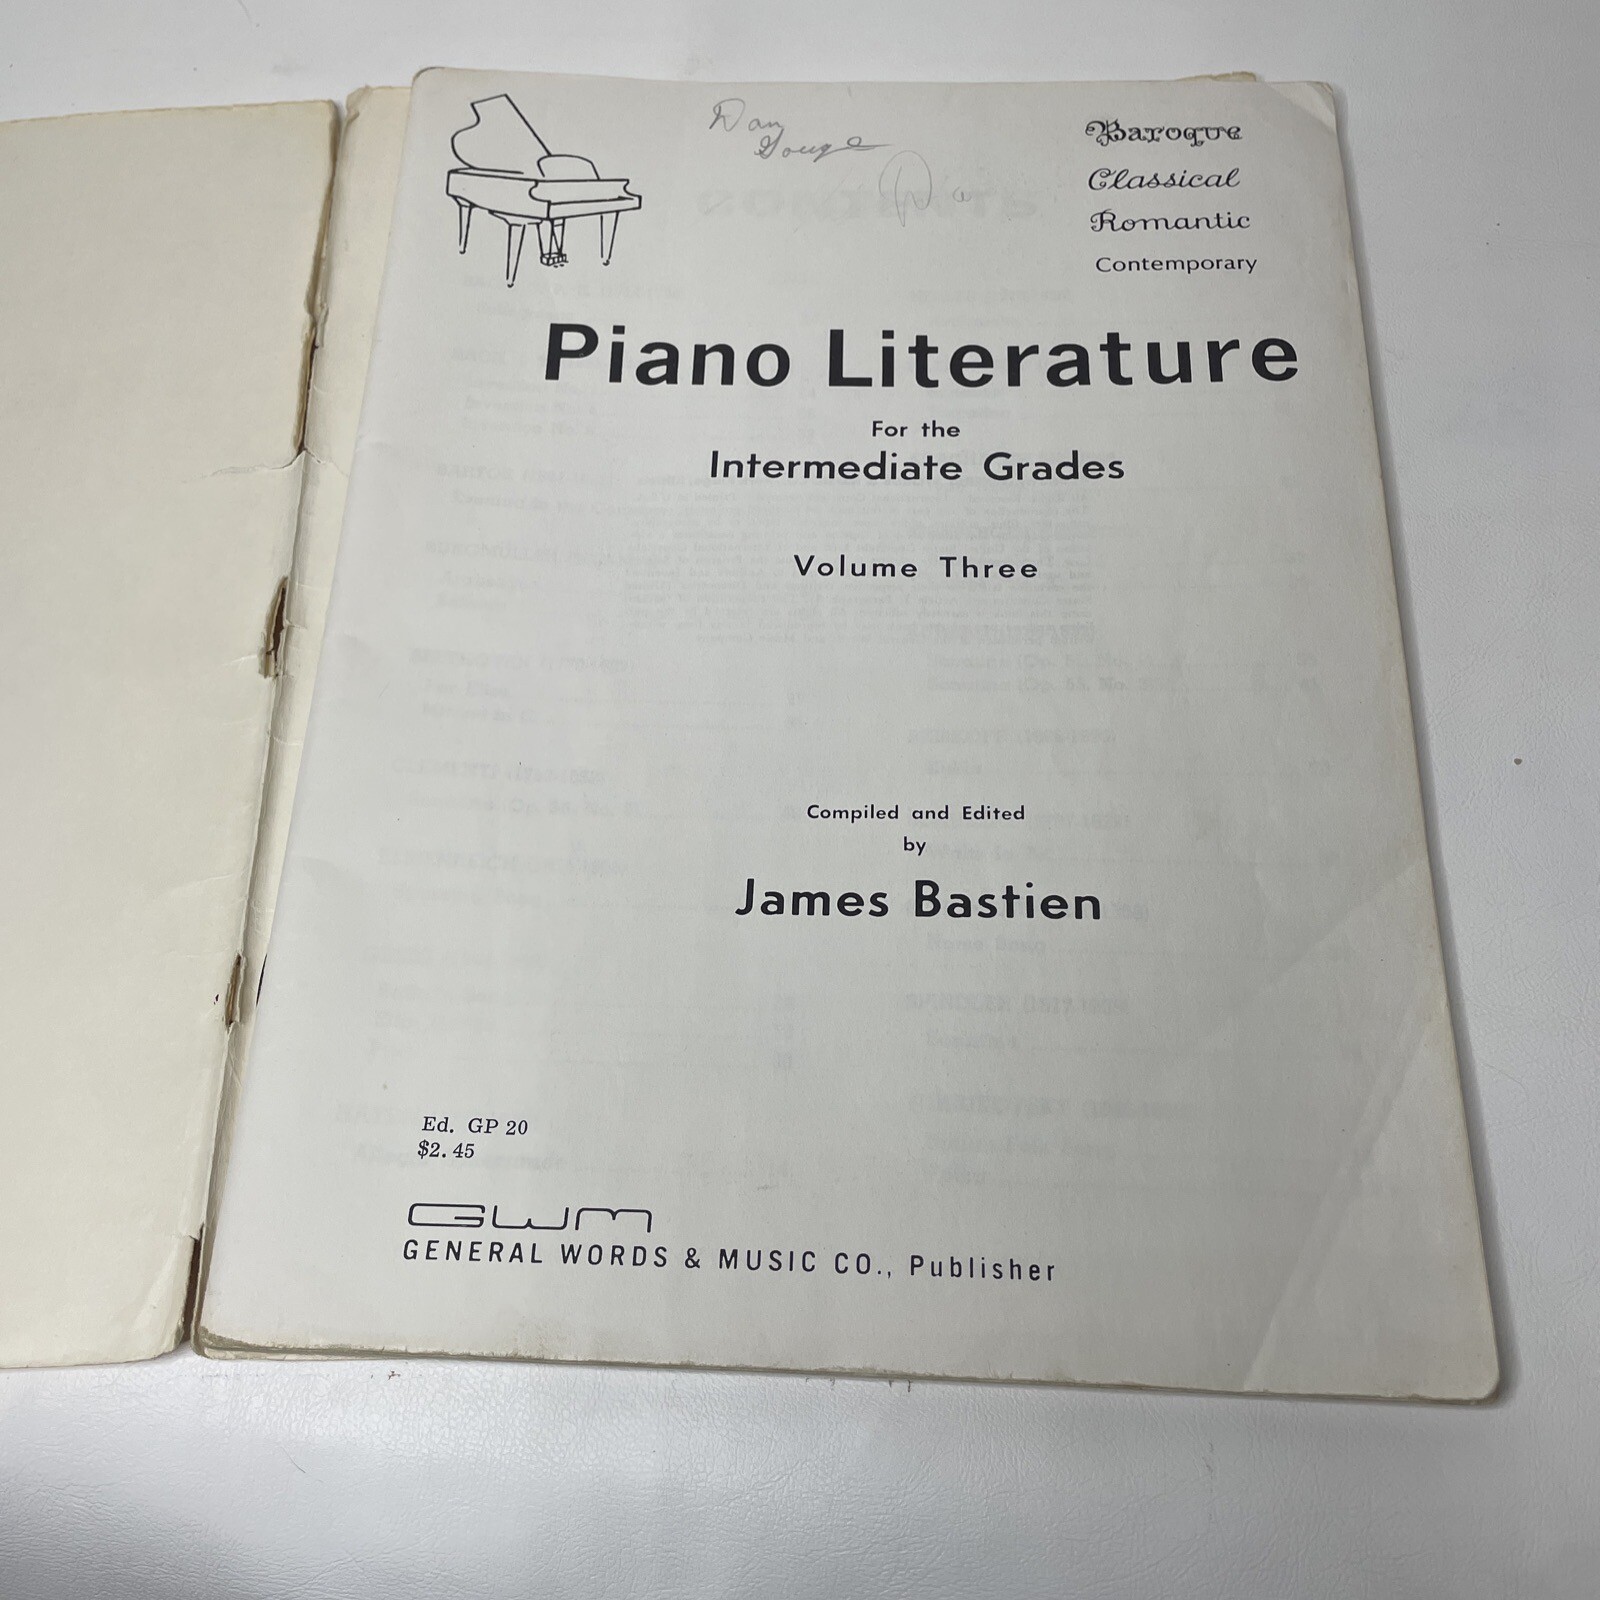 Dan
Baroque
Classical
Romantic
Contemporary
Piano Literature
For the
Intermediate Grades
Volume Three
Compiled and Edited
by
James Bastien
Ed. GP 20
$2.45
GWM
GENERAL WORDS & MUSIC CO., Publisher